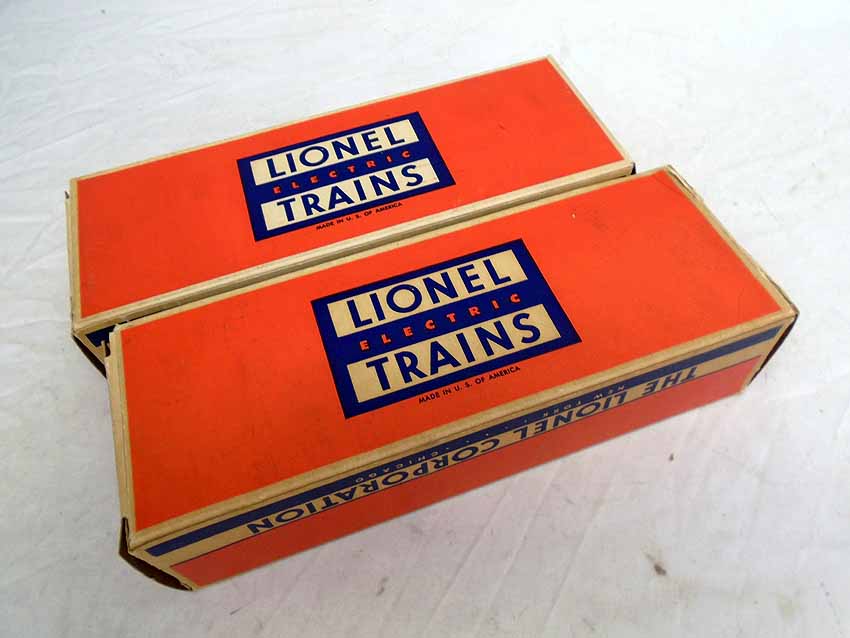 LIONEL
ELECTRIC
TRAINS
MADE IN U. S. OF AMERICA
LIONEL
ELECTRIC
TRAINS
MADE IN U. S. OF AMERICA
THE LIONEL CORPORATION
NEW YORK · · · · · CHICAGO